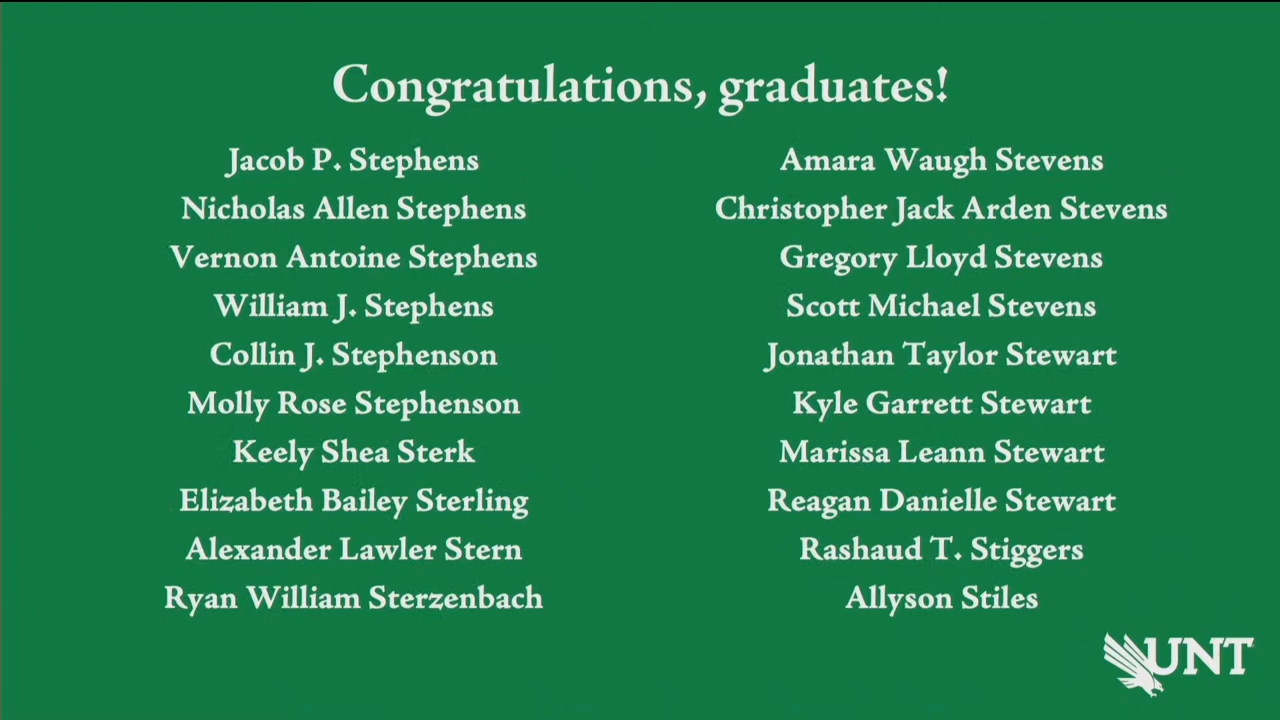 Congratulations, graduates!
Jacob P. Stephens
Nicholas Allen Stephens
Vernon Antoine Stephens
William J. Stephens
Collin J. Stephenson
Molly Rose Stephenson
Keely Shea Sterk
Elizabeth Bailey Sterling
Alexander Lawler Stern
Ryan William Sterzenbach
Amara Waugh Stevens
Christopher Jack Arden Stevens
Gregory Lloyd Stevens
Scott Michael Stevens
Jonathan Taylor Stewart
Kyle Garrett Stewart
Marissa Leann Stewart
Reagan Danielle Stewart
Rashaud T. Stiggers
Allyson Stiles
UNT